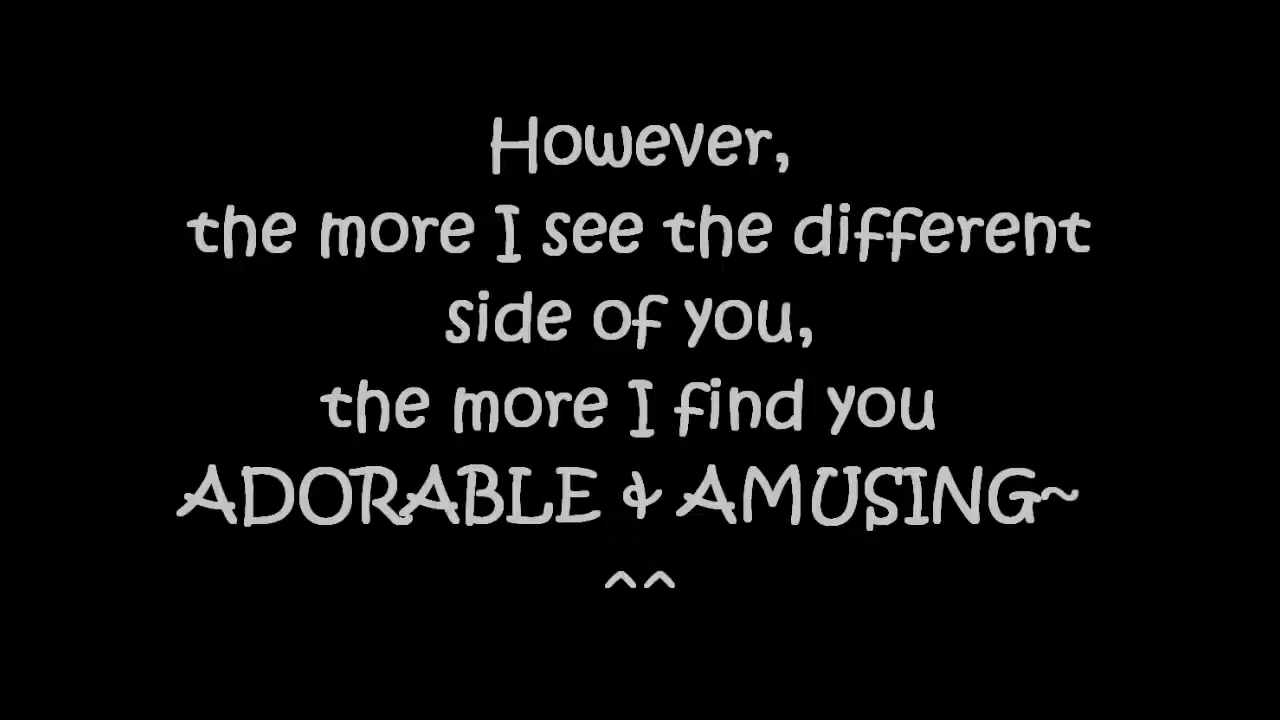 However,
the more I see the different
side of you,
the more I find you
ADORABLE & AMUSING~
^^